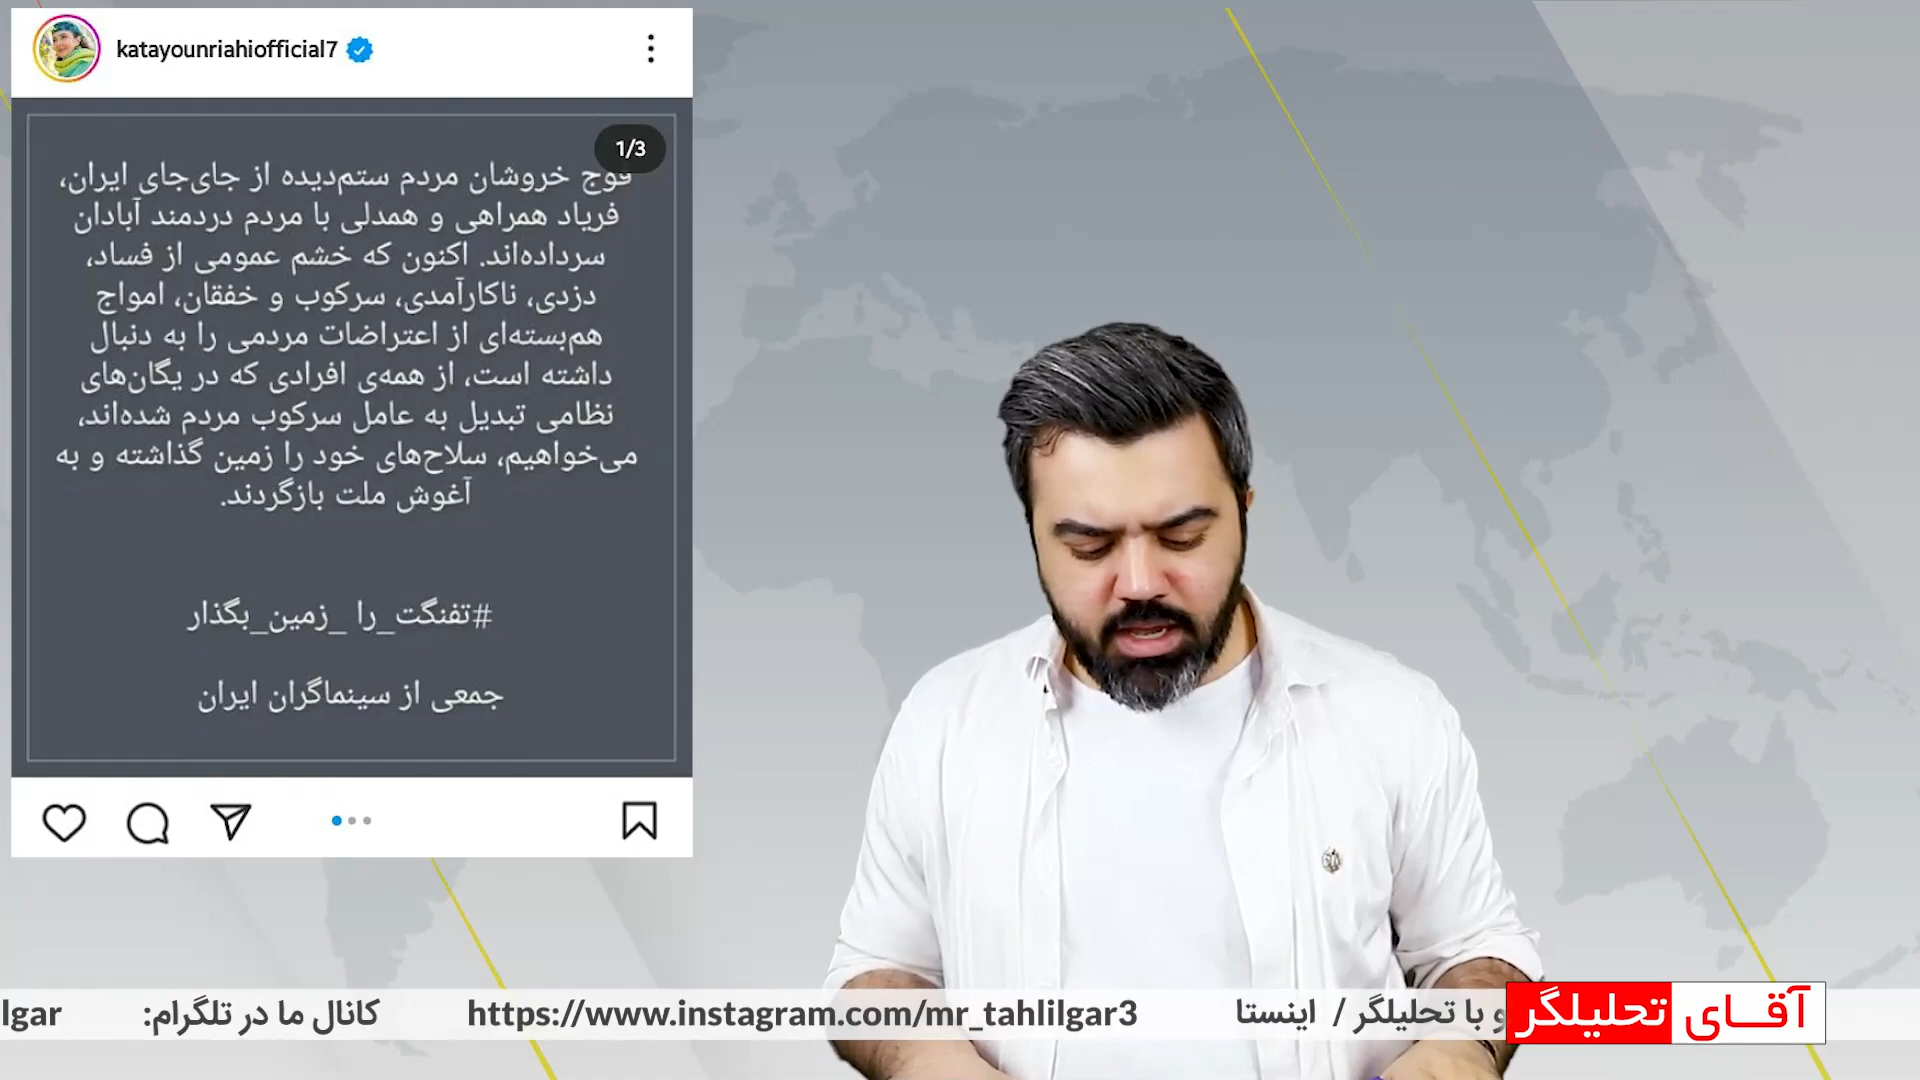 katayounriahiofficial7
1/3
فوج خروشان مردم ستم‌دیده از جای‌جای ایران،
فریاد همراهی و همدلی با مردم دردمند آبادان
سرداده‌اند. اکنون که خشم عمومی از فساد،
دزدی، ناکارآمدی، سرکوب و خفقان، امواج
هم‌بسته‌ای از اعتراضات مردمی را به دنبال
داشته است، از همه‌ی افرادی که در یگان‌های
نظامی تبدیل به عامل سرکوب مردم شده‌اند،
می‌خواهیم، سلاح‌های خود را زمین گذاشته و به
آغوش ملت بازگردند.
#تفنگت_را _زمین_بگذار
جمعی از سینماگران ایران
آقای تحلیلگر
و با تحلیلگر / اینستا https://www.instagram.com/mr_tahlilgar3 کانال ما در تلگرام: lgar